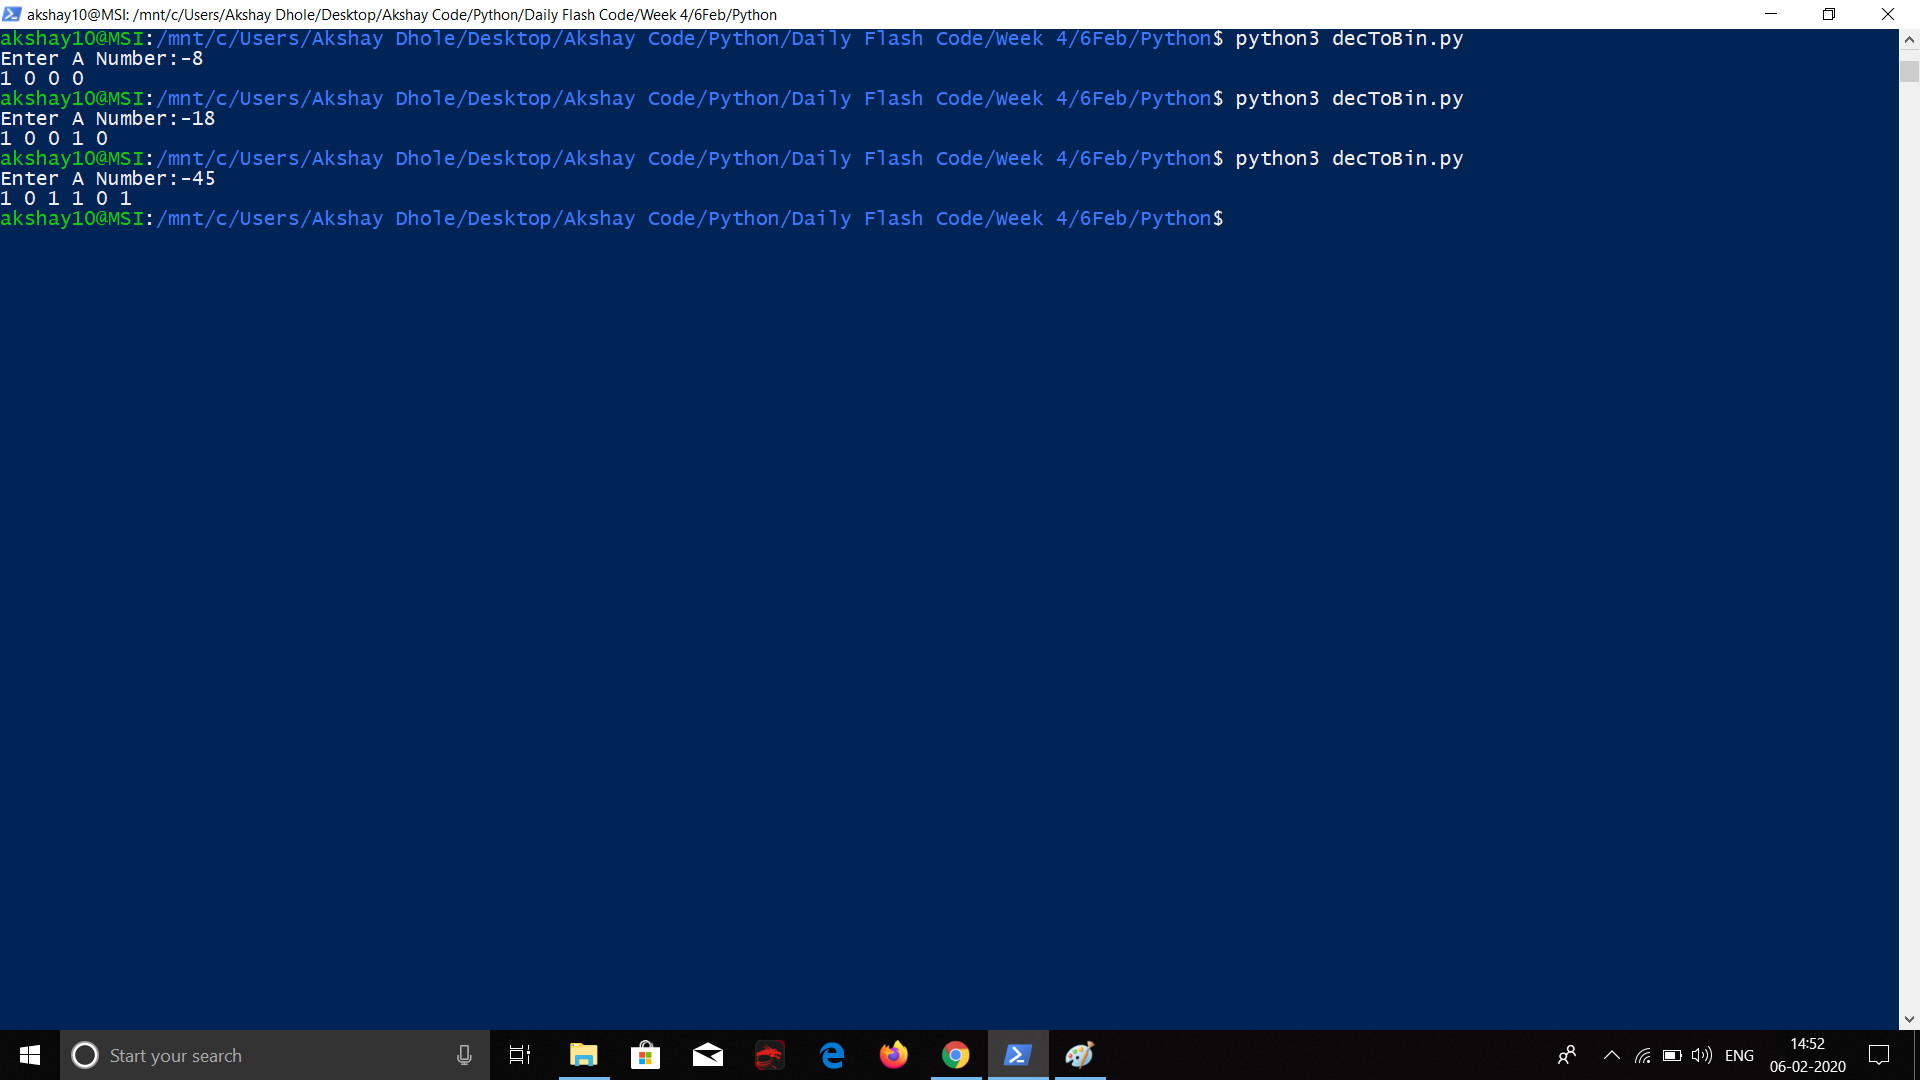 akshay10@MSI: /mnt/c/Users/Akshay Dhole/Desktop/Akshay Code/Python/Daily Flash Code/Week 4/6Feb/Python
akshay10@MSI:/mnt/c/Users/Akshay Dhole/Desktop/Akshay Code/Python/Daily Flash Code/Week 4/6Feb/Python$ python3 decToBin.py
Enter A Number:-8
1 0 0 0
akshay10@MSI:/mnt/c/Users/Akshay Dhole/Desktop/Akshay Code/Python/Daily Flash Code/Week 4/6Feb/Python$ python3 decToBin.py
Enter A Number:-18
1 0 0 1 0
akshay10@MSI:/mnt/c/Users/Akshay Dhole/Desktop/Akshay Code/Python/Daily Flash Code/Week 4/6Feb/Python$ python3 decToBin.py
Enter A Number:-45
1 0 1 1 0 1
akshay10@MSI:/mnt/c/Users/Akshay Dhole/Desktop/Akshay Code/Python/Daily Flash Code/Week 4/6Feb/Python$
Start your search
ENG
14:52
06-02-2020